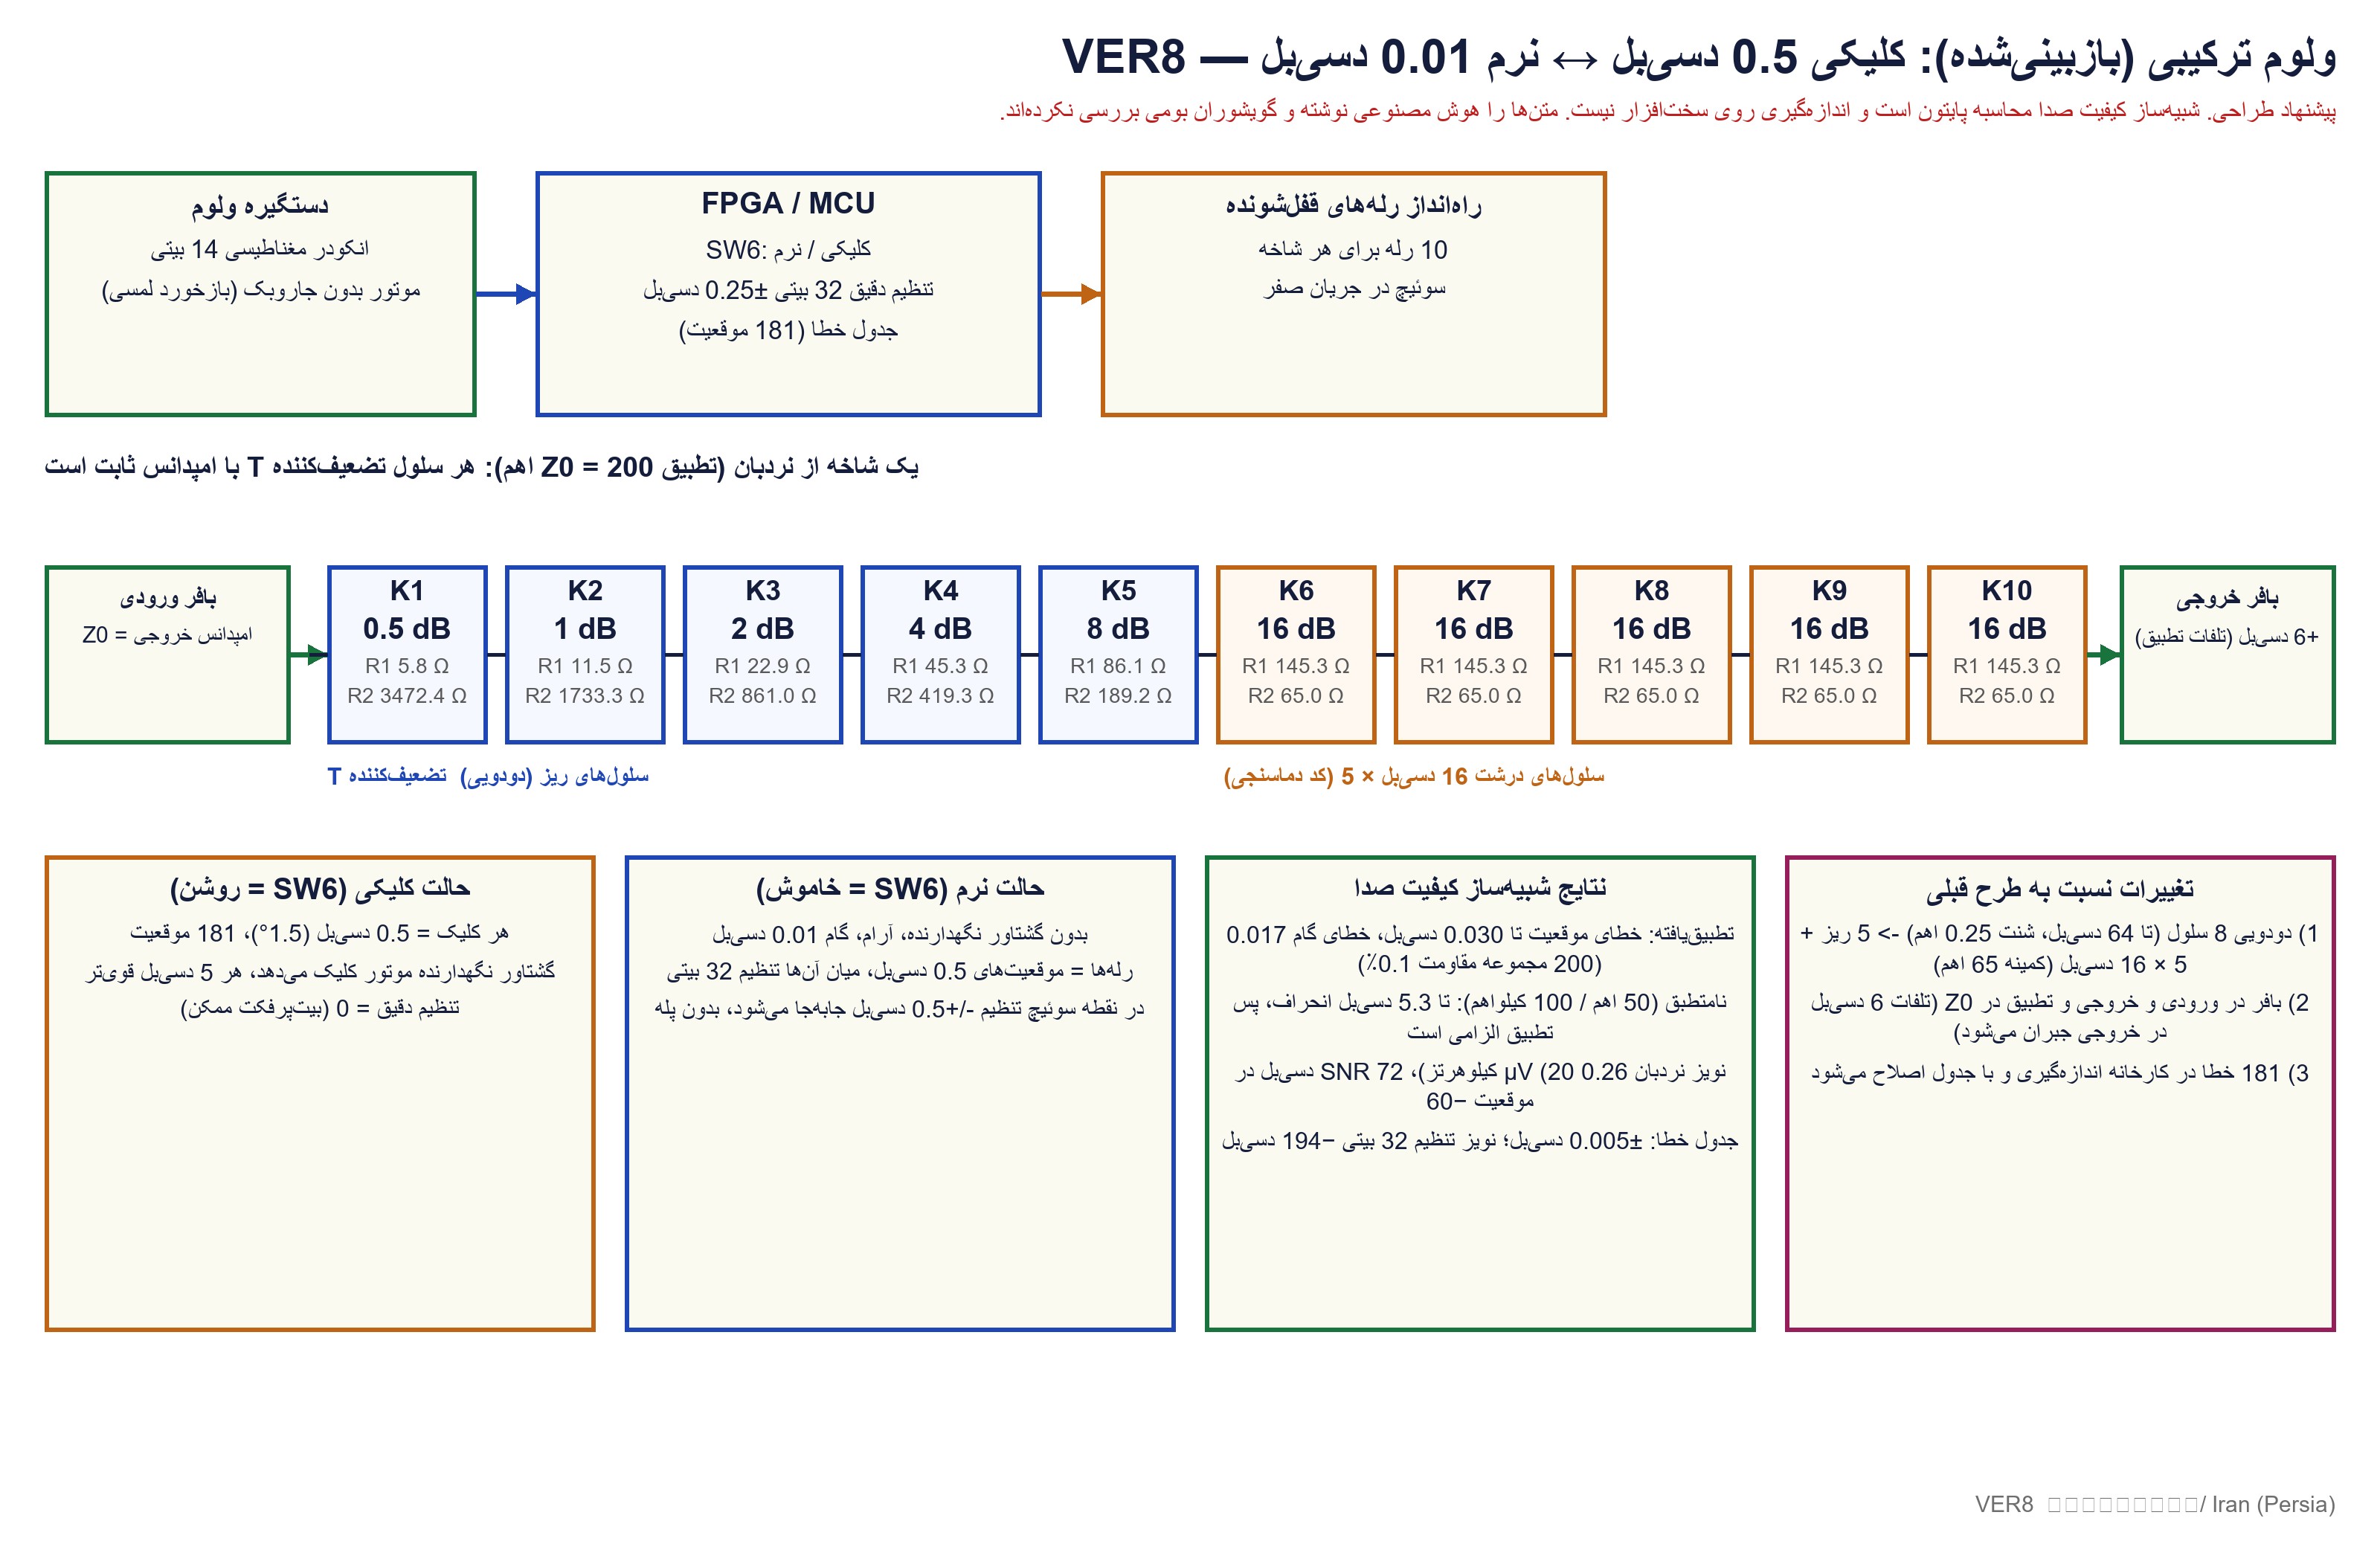 ولوم ترکیبی (بازبینی‌شده): کلیکی 0.5 دسی‌بل ↔ نرم 0.01 دسی‌بل — VER8
پیشنهاد طراحی. شبیه‌ساز کیفیت صدا محاسبه پایتون است و اندازه‌گیری روی سخت‌افزار نیست. متن‌ها را هوش مصنوعی نوشته و گویشوران بومی بررسی نکرده‌اند.
دستگیره ولوم
انکودر مغناطیسی 14 بیتی
موتور بدون جاروبک (بازخورد لمسی)
FPGA / MCU
SW6: کلیکی / نرم
تنظیم دقیق 32 بیتی ±0.25 دسی‌بل
جدول خطا (181 موقعیت)
راه‌انداز رله‌های قفل‌شونده
10 رله برای هر شاخه
سوئیچ در جریان صفر
یک شاخه از نردبان (تطبیق Z0 = 200 اهم): هر سلول تضعیف‌کننده T با امپدانس ثابت است
بافر ورودی
امپدانس خروجی = Z0
K1
0.5 dB
R1 5.8 Ω
R2 3472.4 Ω
K2
1 dB
R1 11.5 Ω
R2 1733.3 Ω
K3
2 dB
R1 22.9 Ω
R2 861.0 Ω
K4
4 dB
R1 45.3 Ω
R2 419.3 Ω
K5
8 dB
R1 86.1 Ω
R2 189.2 Ω
K6
16 dB
R1 145.3 Ω
R2 65.0 Ω
K7
16 dB
R1 145.3 Ω
R2 65.0 Ω
K8
16 dB
R1 145.3 Ω
R2 65.0 Ω
K9
16 dB
R1 145.3 Ω
R2 65.0 Ω
K10
16 dB
R1 145.3 Ω
R2 65.0 Ω
بافر خروجی
+6 دسی‌بل (تلفات تطبیق)
سلول‌های ریز (دودویی) تضعیف‌کننده T
سلول‌های درشت 16 دسی‌بل × 5 (کد دماسنجی)
حالت کلیکی (SW6 = روشن)
هر کلیک = 0.5 دسی‌بل (1.5°)، 181 موقعیت
گشتاور نگهدارنده موتور کلیک می‌دهد، هر 5 دسی‌بل قوی‌تر
تنظیم دقیق = 0 (بیت‌پرفکت ممکن)
حالت نرم (SW6 = خاموش)
بدون گشتاور نگهدارنده، آرام، گام 0.01 دسی‌بل
رله‌ها = موقعیت‌های 0.5 دسی‌بل، میان آن‌ها تنظیم 32 بیتی
در نقطه سوئیچ تنظیم +/-0.5 دسی‌بل جابه‌جا می‌شود، بدون پله
نتایج شبیه‌ساز کیفیت صدا
تطبیق‌یافته: خطای موقعیت تا 0.030 دسی‌بل، خطای گام 0.017
(200 مجموعه مقاومت 0.1٪)
نامتطبق (50 اهم / 100 کیلواهم): تا 5.3 دسی‌بل انحراف، پس
تطبیق الزامی است
نویز نردبان 0.26 µV (20 کیلوهرتز)، SNR 72 دسی‌بل در
موقعیت −60
جدول خطا: ±0.005 دسی‌بل؛ نویز تنظیم 32 بیتی −194 دسی‌بل
تغییرات نسبت به طرح قبلی
1) دودویی 8 سلول (تا 64 دسی‌بل، شنت 0.25 اهم) -> 5 ریز +
5 × 16 دسی‌بل (کمینه 65 اهم)
2) بافر در ورودی و خروجی و تطبیق در Z0 (تلفات 6 دسی‌بل
در خروجی جبران می‌شود)
3) 181 خطا در کارخانه اندازه‌گیری و با جدول اصلاح می‌شود
VER8 / Iran (Persia)